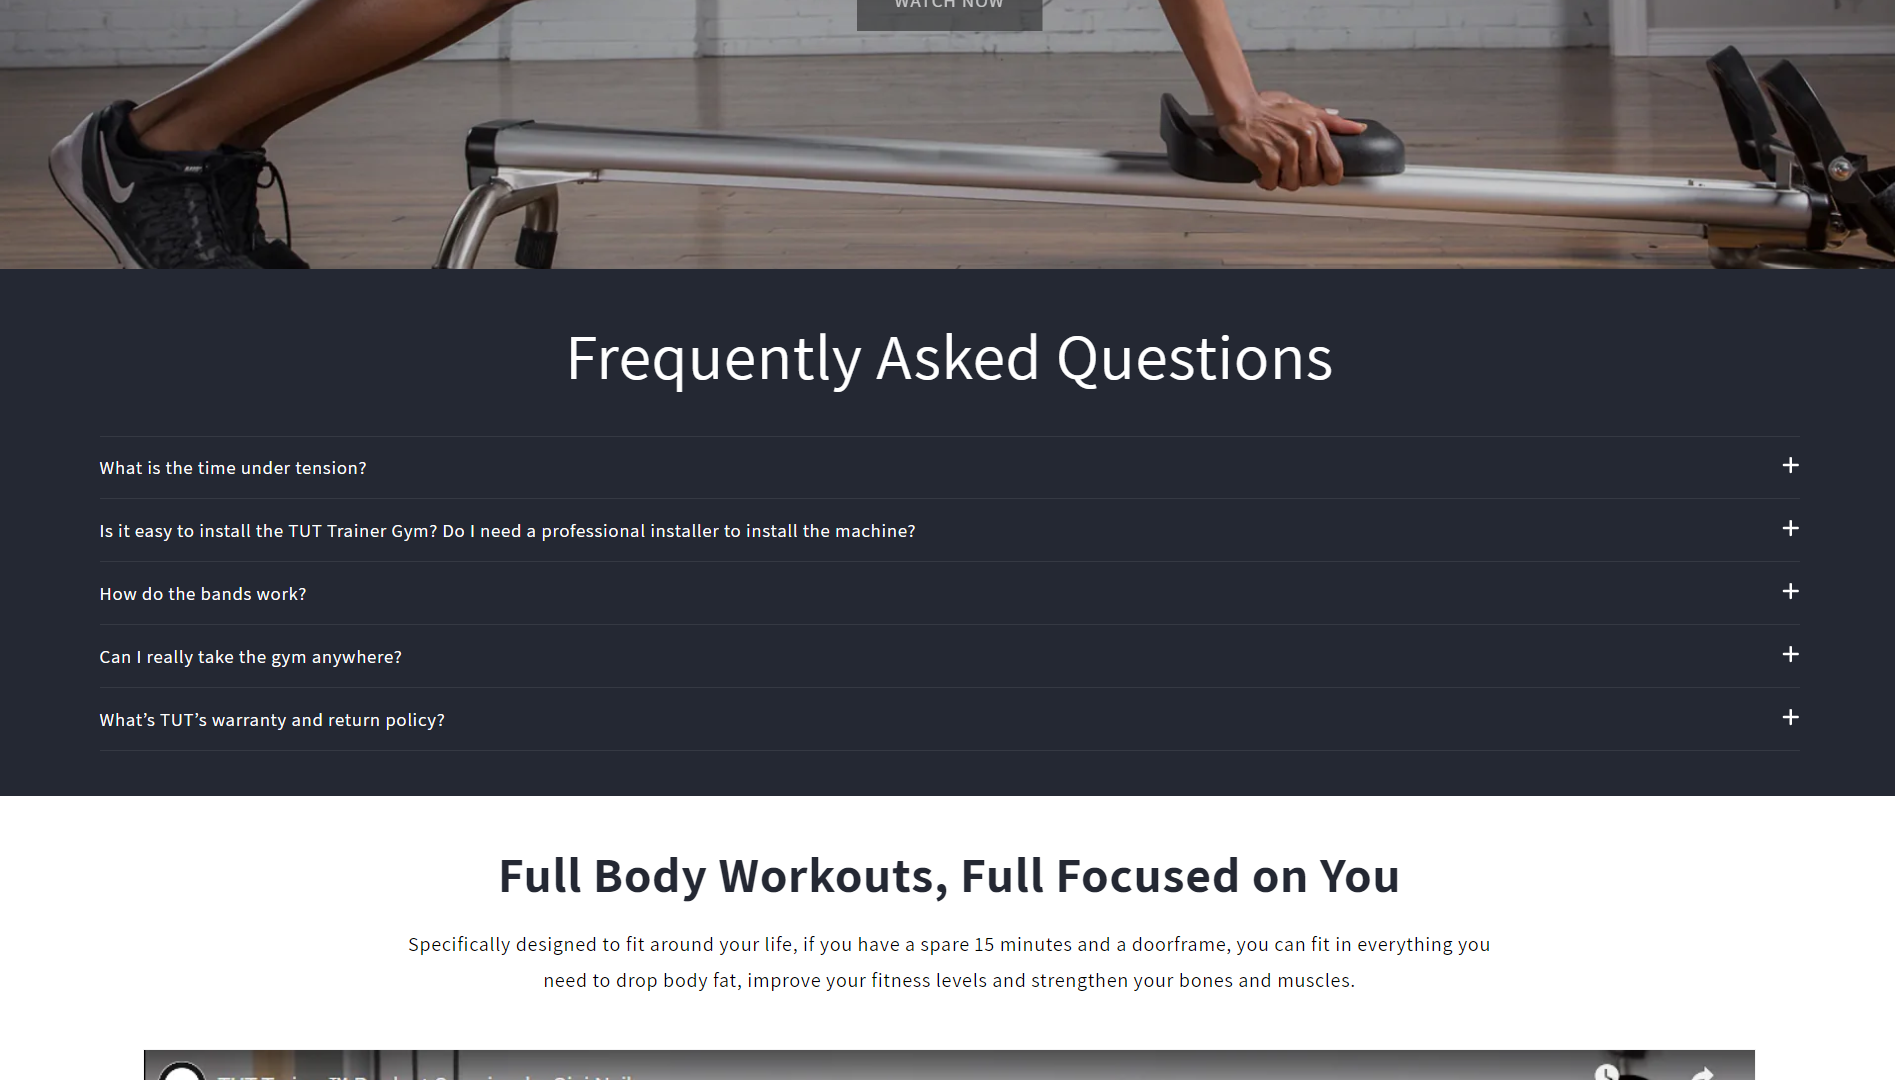 WATCH NOW
Frequently Asked Questions
What is the time under tension?
Is it easy to install the TUT Trainer Gym? Do I need a professional installer to install the machine?
How do the bands work?
Can I really take the gym anywhere?
What’s TUT’s warranty and return policy?
Full Body Workouts, Full Focused on You
Specifically designed to fit around your life, if you have a spare 15 minutes and a doorframe, you can fit in everything you
need to drop body fat, improve your fitness levels and strengthen your bones and muscles.